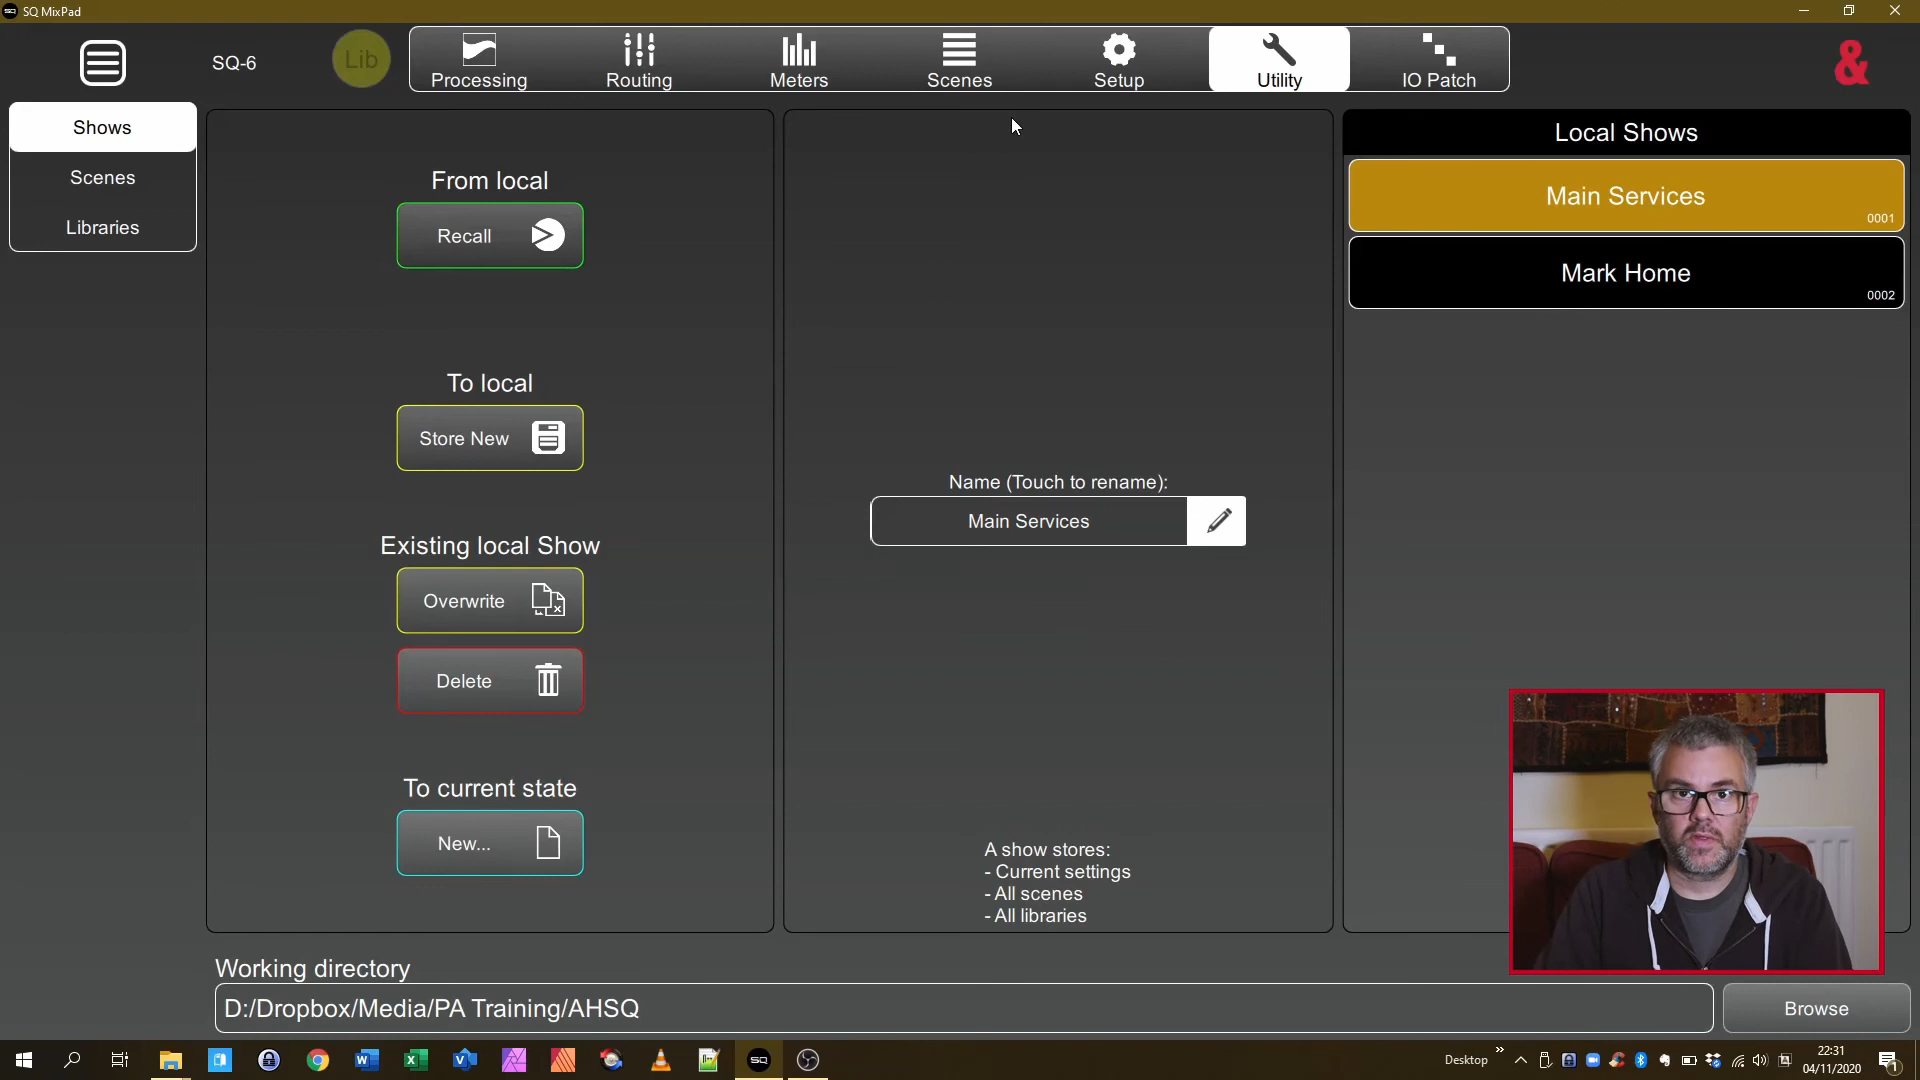 SQ MixPad
SQ-6
Lib
Processing
Routing
Meters
Scenes
Setup
Utility
IO Patch
&
Shows
Scenes
Libraries
From local
Recall
To local
Store New
Existing local Show
Overwrite
Delete
To current state
New...
Name (Touch to rename):
Main Services
A show stores:
- Current settings
- All scenes
- All libraries
Local Shows
Main Services
0001
Mark Home
0002
Working directory
D:/Dropbox/Media/PA Training/AHSQ
Browse
Desktop
22:31
04/11/2020